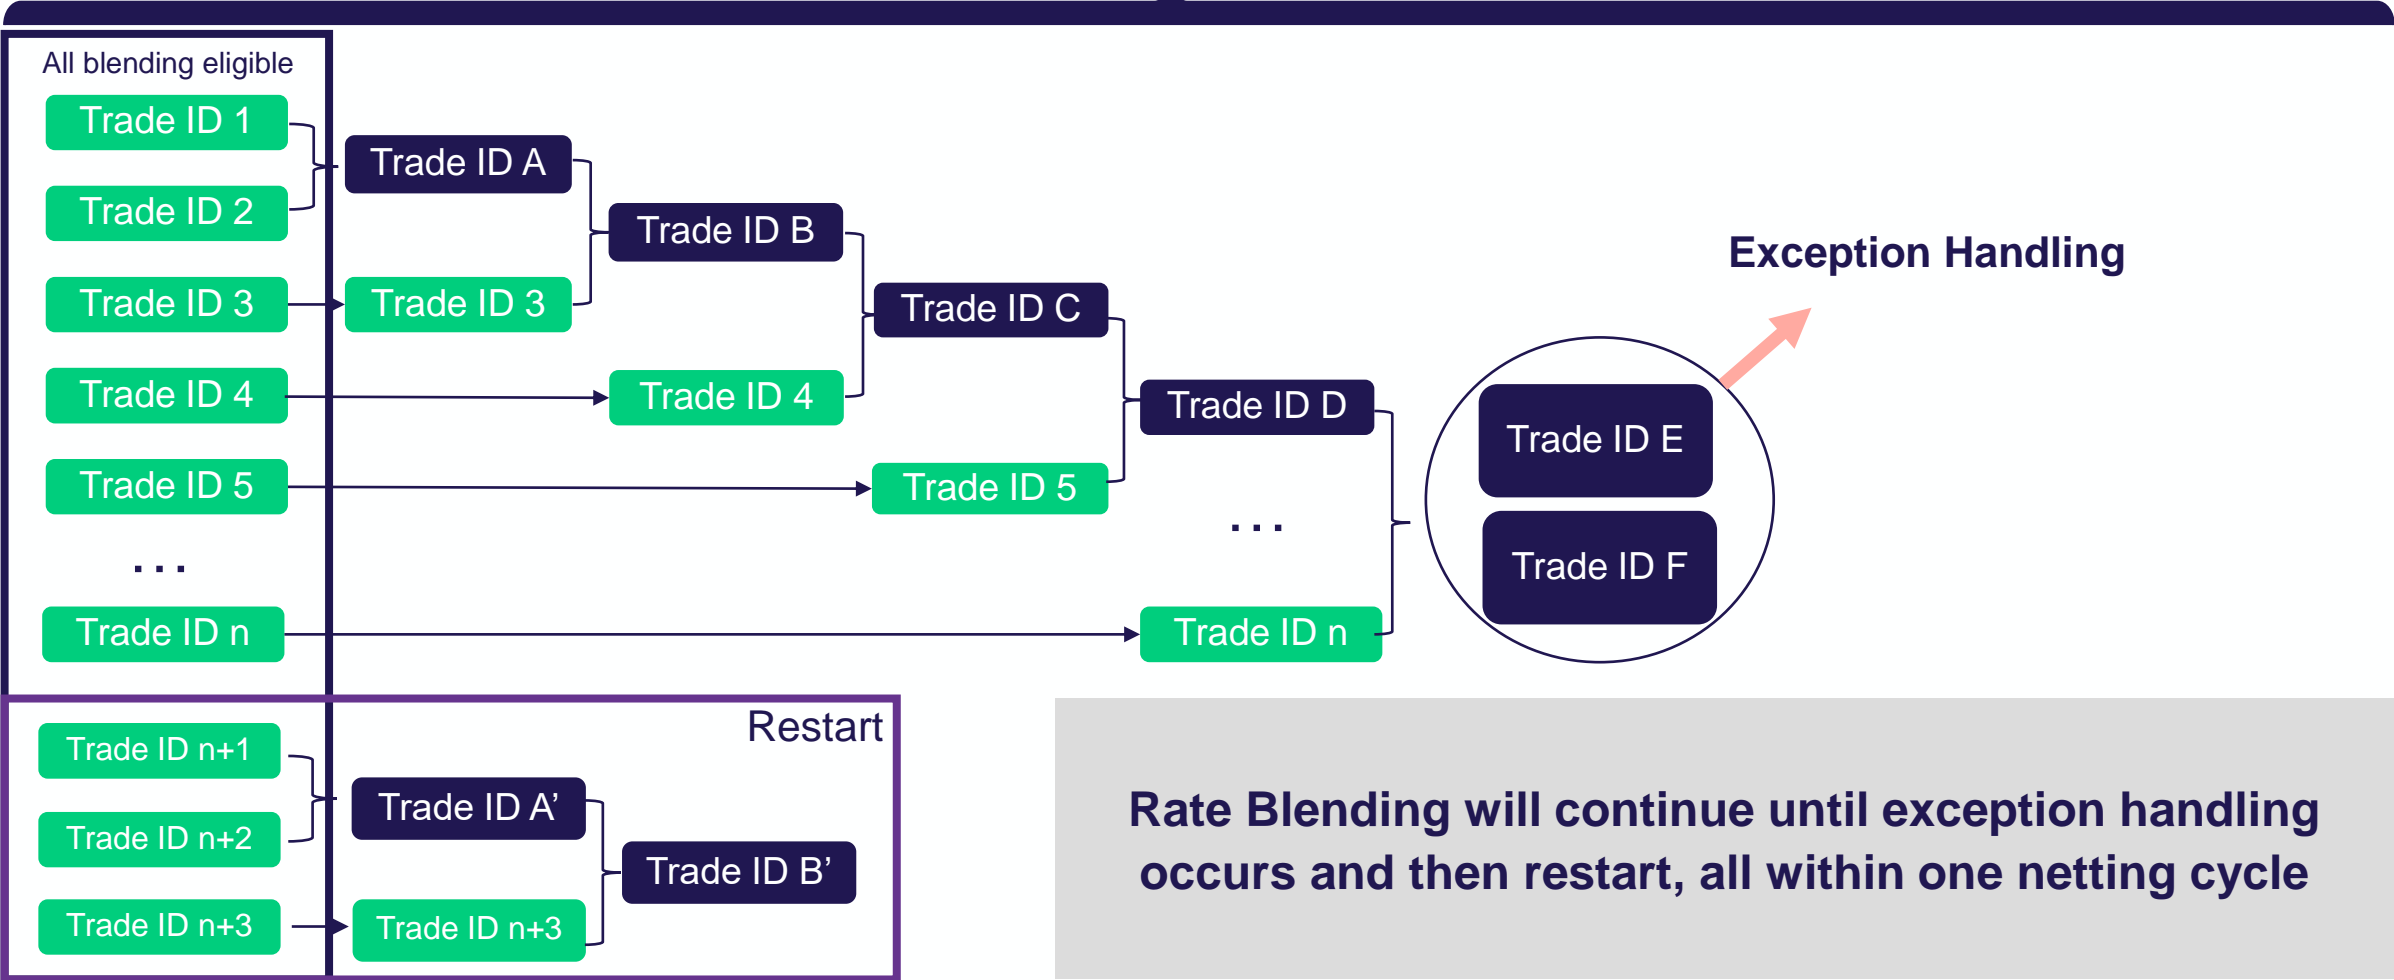 All blending eligible
Trade ID 1
Trade ID 2
Trade ID 3
Trade ID 4
Trade ID 5
...
Trade ID n
Trade ID A
Trade ID 3
Trade ID B
Trade ID 4
Trade ID C
Trade ID 5
Trade ID D
...
Trade ID n
Trade ID E
Trade ID F
Exception Handling
Restart
Trade ID n+1
Trade ID n+2
Trade ID n+3
Trade ID A’
Trade ID n+3
Trade ID B’
Rate Blending will continue until exception handling
occurs and then restart, all within one netting cycle